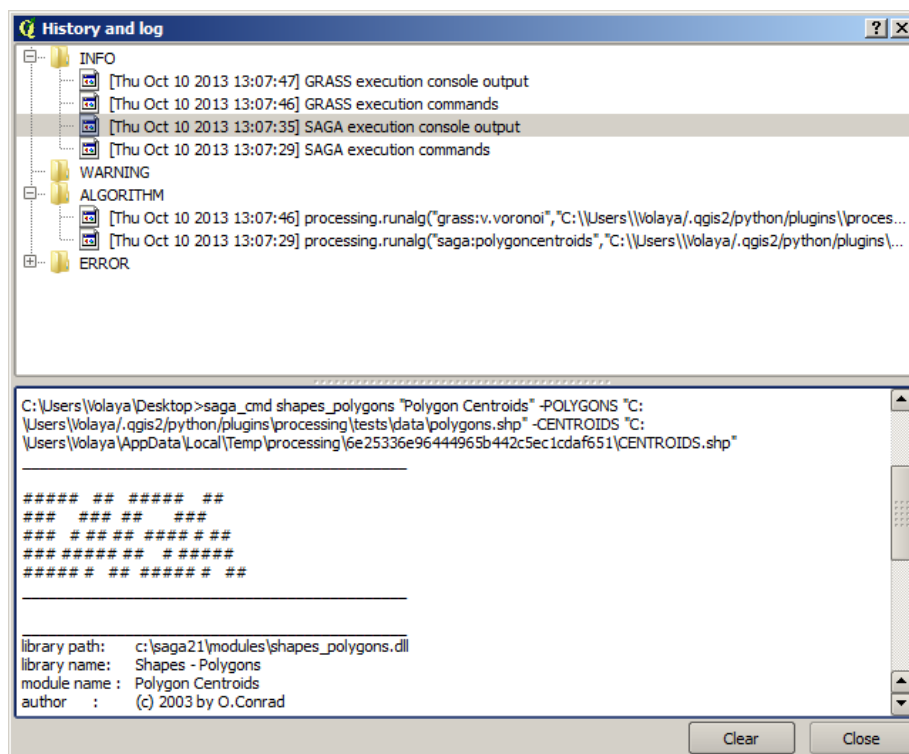 History and log
INFO
[Thu Oct 10 2013 13:07:47] GRASS execution console output
[Thu Oct 10 2013 13:07:46] GRASS execution commands
[Thu Oct 10 2013 13:07:35] SAGA execution console output
[Thu Oct 10 2013 13:07:29] SAGA execution commands
WARNING
ALGORITHM
[Thu Oct 10 2013 13:07:46] processing.runalg("grass:v.voronoi","C:\\Users\\Volaya/.qgis2/python/plugins\\proces...
[Thu Oct 10 2013 13:07:29] processing.runalg("saga:polygoncentroids","C:\\Users\\Volaya/.qgis2/python/plugins\...
ERROR
C:\Users\Volaya\Desktop>saga_cmd shapes_polygons "Polygon Centroids" -POLYGONS "C:
\Users\Volaya/.qgis2/python/plugins\processing\tests\data\polygons.shp" -CENTROIDS "C:
\Users\Volaya\AppData\Local\Temp\processing\6e25336e96444965b442c5ec1cdaf651\CENTROIDS.shp"
_____________________________________________
##### ## ##### ##
### ### ## ###
### # ## ## #### # ##
### ##### ## # #####
##### # ## ##### # ##
_____________________________________________
_____________________________________________
library path: c:\saga21\modules\shapes_polygons.dll
library name: Shapes - Polygons
module name : Polygon Centroids
author : (c) 2003 by O.Conrad
Clear
Close